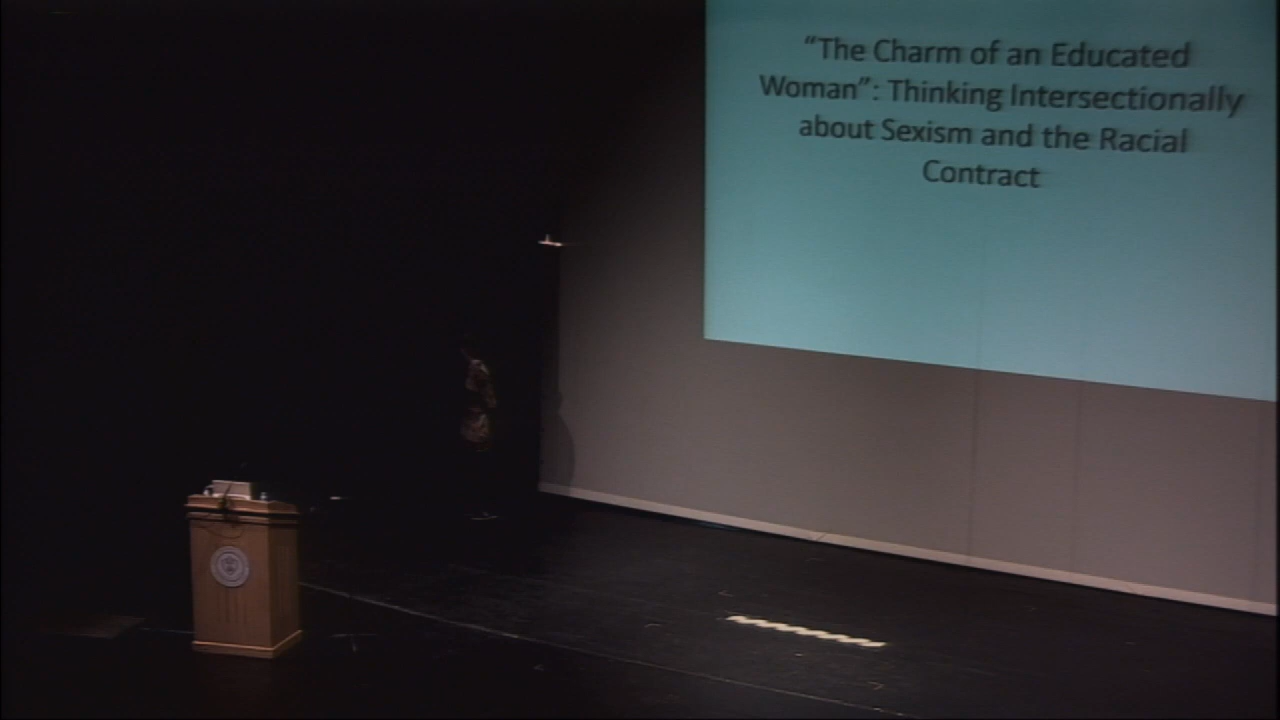 “The Charm of an Educated
Woman”: Thinking Intersectionally
about Sexism and the Racial
Contract